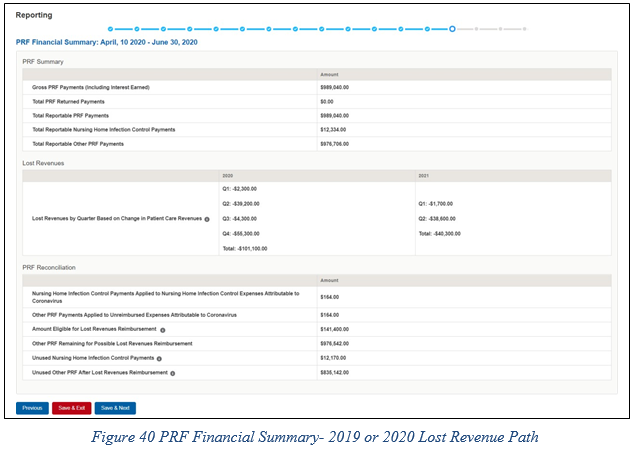 Reporting
PRF Financial Summary: April, 10 2020 - June 30, 2020
PRF Summary
Amount
Gross PRF Payments (Including Interest Earned) $989,040.00
Total PRF Returned Payments $0.00
Total Reportable PRF Payments $989,040.00
Total Reportable Nursing Home Infection Control Payments $12,334.00
Total Reportable Other PRF Payments $976,706.00
Lost Revenues
2020 2021
Q1: -$2,300.00
Q2: -$39,200.00 Q1: -$1,700.00
Lost Revenues by Quarter Based on Change in Patient Care Revenues Q3: -$4,300.00 Q2: -$38,600.00
Q4: -$55,300.00 Total: -$40,300.00
Total: -$101,100.00
PRF Reconciliation
Amount
Nursing Home Infection Control Payments Applied to Nursing Home Infection Control Expenses Attributable to
Coronavirus $164.00
Other PRF Payments Applied to Unreimbursed Expenses Attributable to Coronavirus $164.00
Amount Eligible for Lost Revenues Reimbursement $141,400.00
Other PRF Remaining for Possible Lost Revenues Reimbursement $976,542.00
Unused Nursing Home Infection Control Payments $12,170.00
Unused Other PRF After Lost Revenues Reimbursement $835,142.00
Previous Save & Exit Save & Next
Figure 40 PRF Financial Summary- 2019 or 2020 Lost Revenue Path